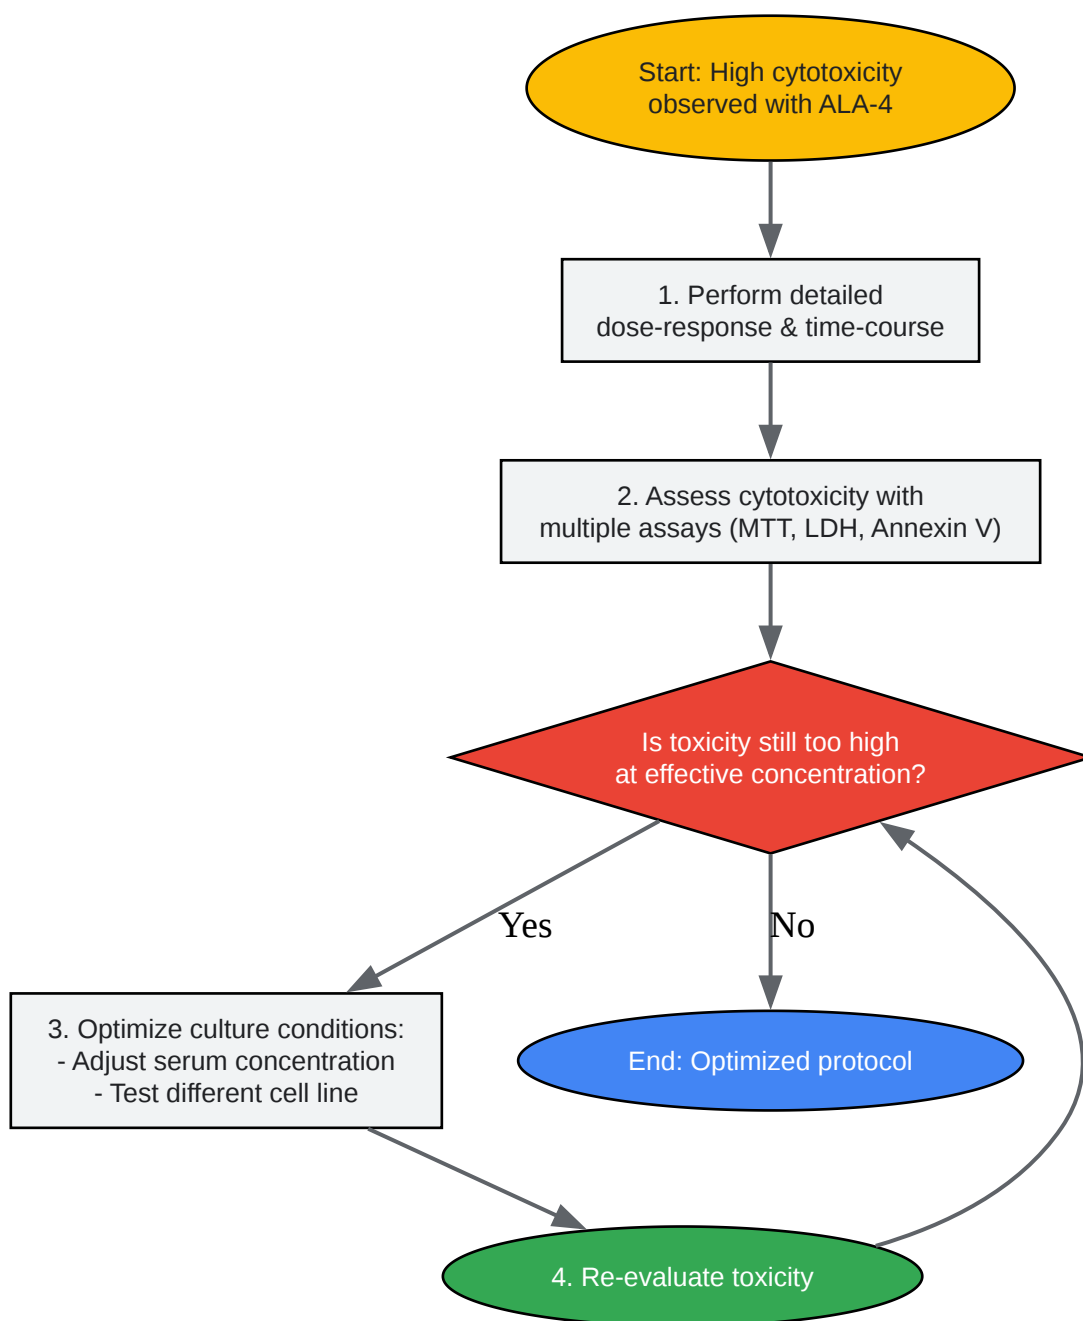 Start: High cytotoxicity
observed with ALA-4
1. Perform detailed
dose-response & time-course
2. Assess cytotoxicity with
multiple assays (MTT, LDH, Annexin V)
Is toxicity still too high
at effective concentration?
Yes
No
3. Optimize culture conditions:
- Adjust serum concentration
- Test different cell line
End: Optimized protocol
4. Re-evaluate toxicity